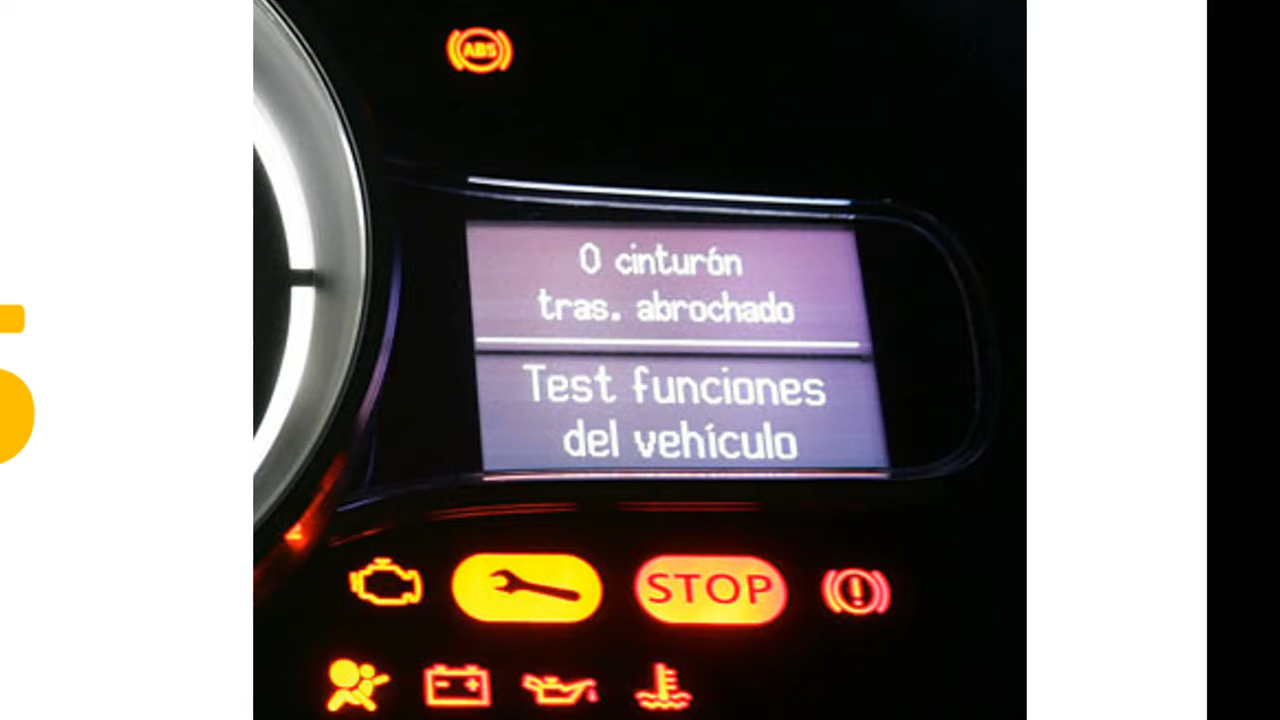 ABS
0 cinturón
tras. abrochado
Test funciones
del vehículo
STOP